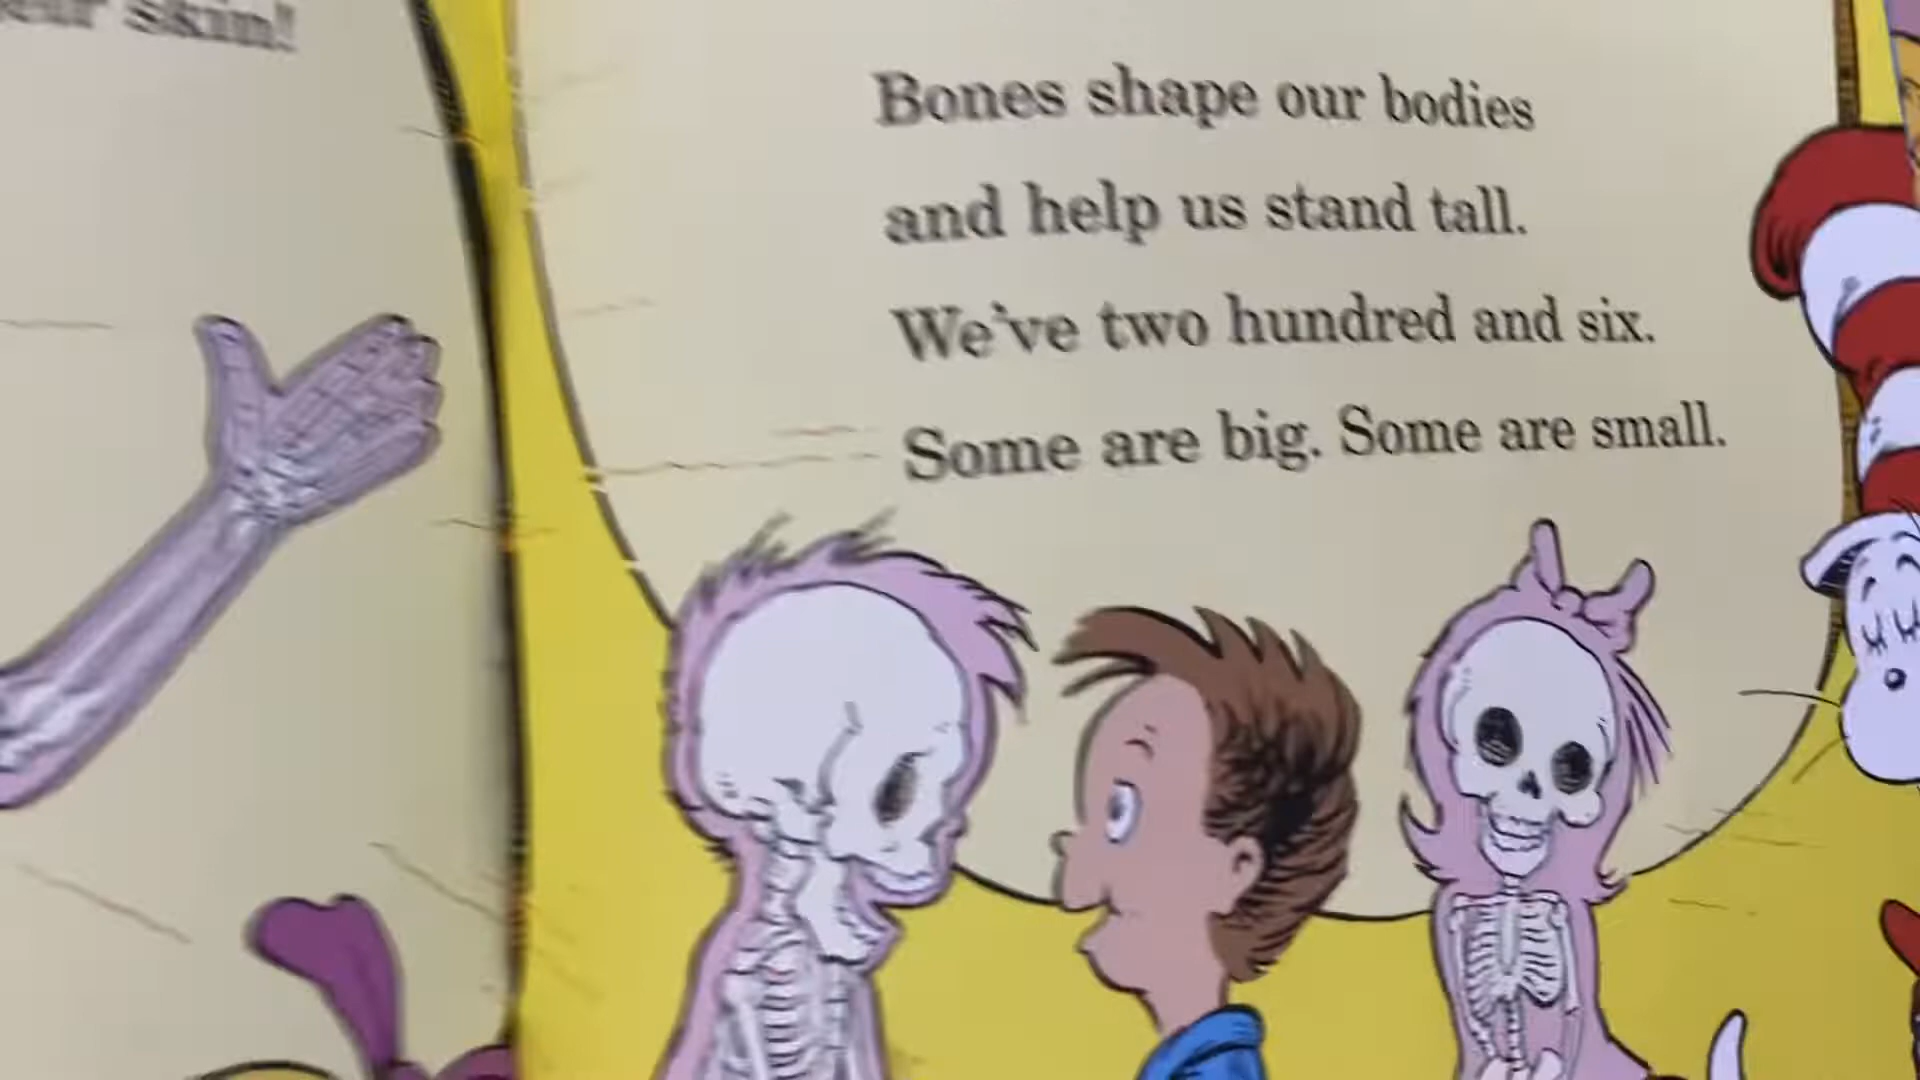 skin!
Bones shape our bodies
and help us stand tall.
We've two hundred and six.
Some are big. Some are small.